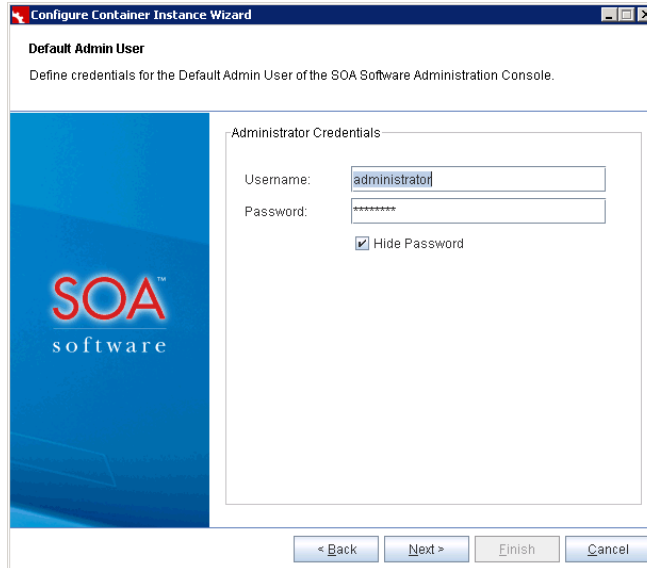 Configure Container Instance Wizard
Default Admin User
Define credentials for the Default Admin User of the SOA Software Administration Console.
Administrator Credentials
Username:
administrator
Password:
********
Hide Password
SOA™
software
< Back
Next >
Finish
Cancel